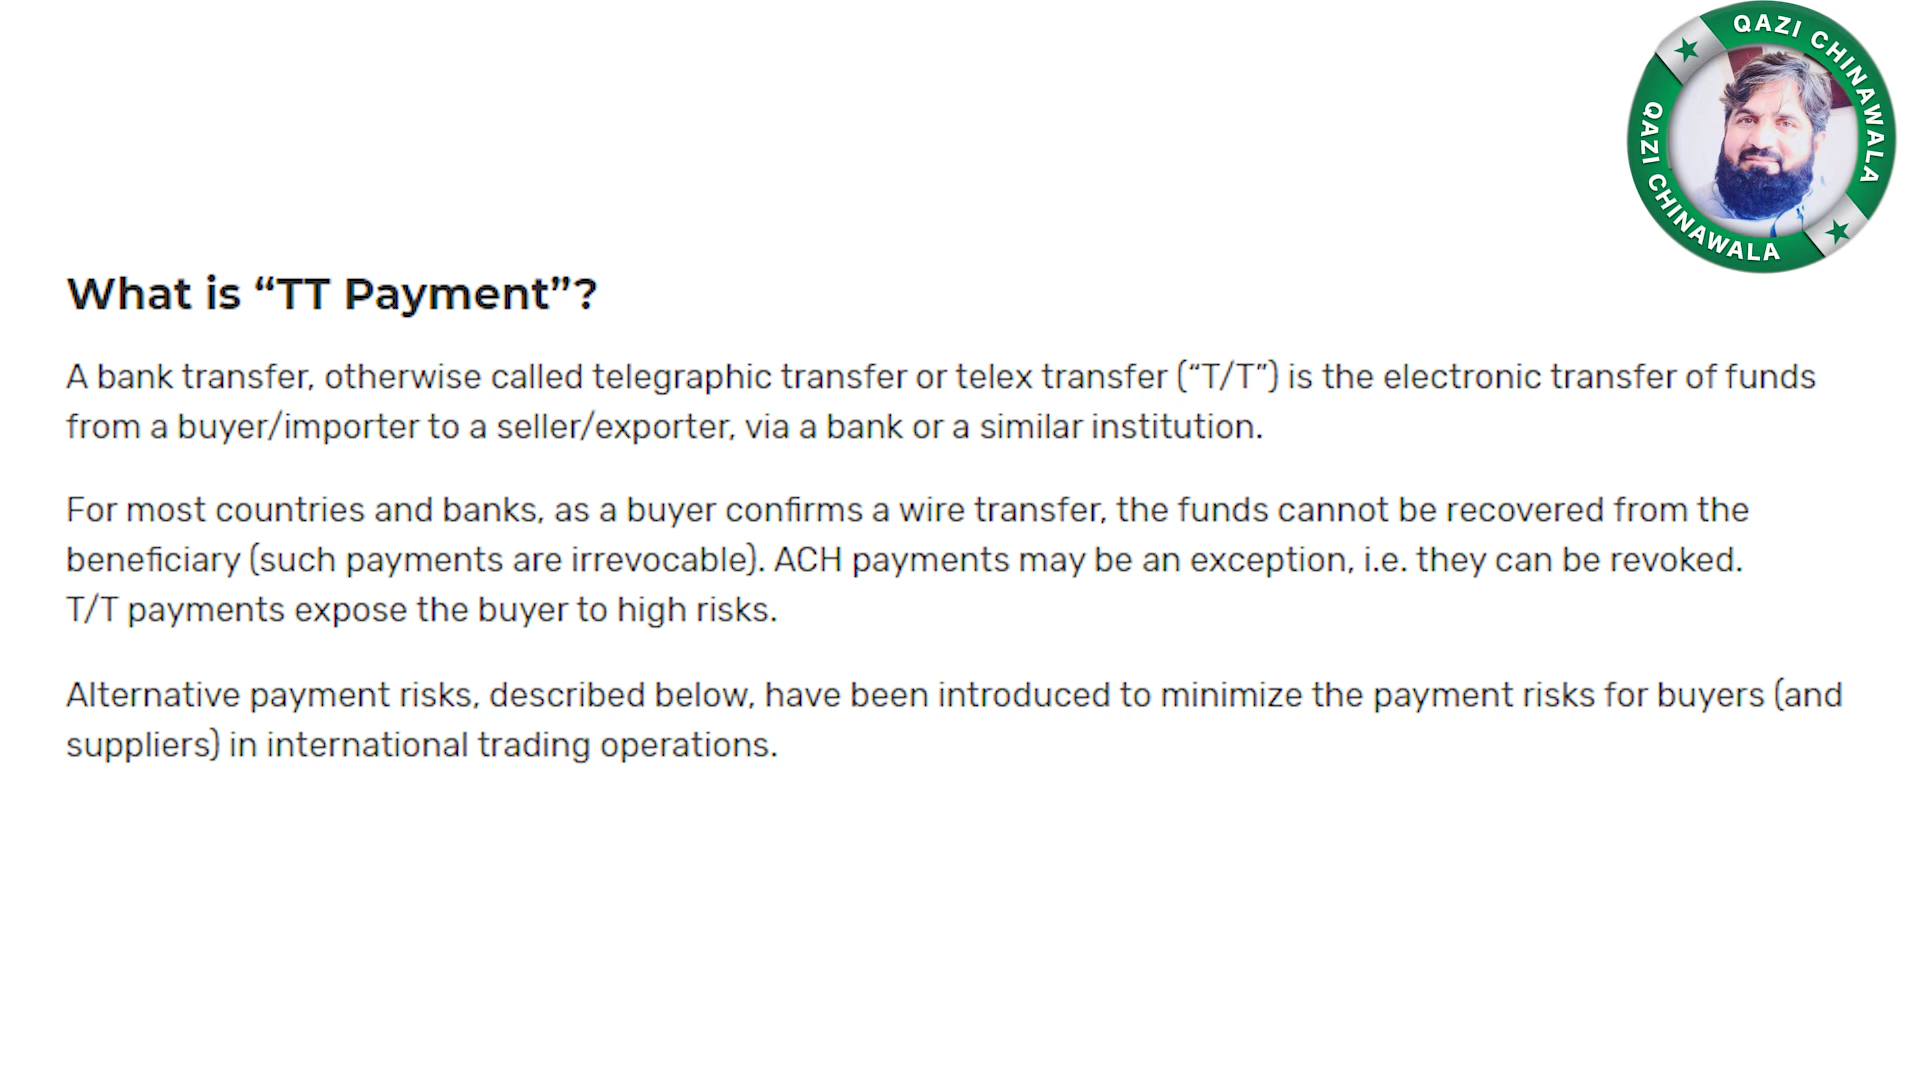 QAZI CHINAWALA
QAZI CHINAWALA
What is “TT Payment”?
A bank transfer, otherwise called telegraphic transfer or telex transfer (“T/T”) is the electronic transfer of funds
from a buyer/importer to a seller/exporter, via a bank or a similar institution.
For most countries and banks, as a buyer confirms a wire transfer, the funds cannot be recovered from the
beneficiary (such payments are irrevocable). ACH payments may be an exception, i.e. they can be revoked.
T/T payments expose the buyer to high risks.
Alternative payment risks, described below, have been introduced to minimize the payment risks for buyers (and
suppliers) in international trading operations.